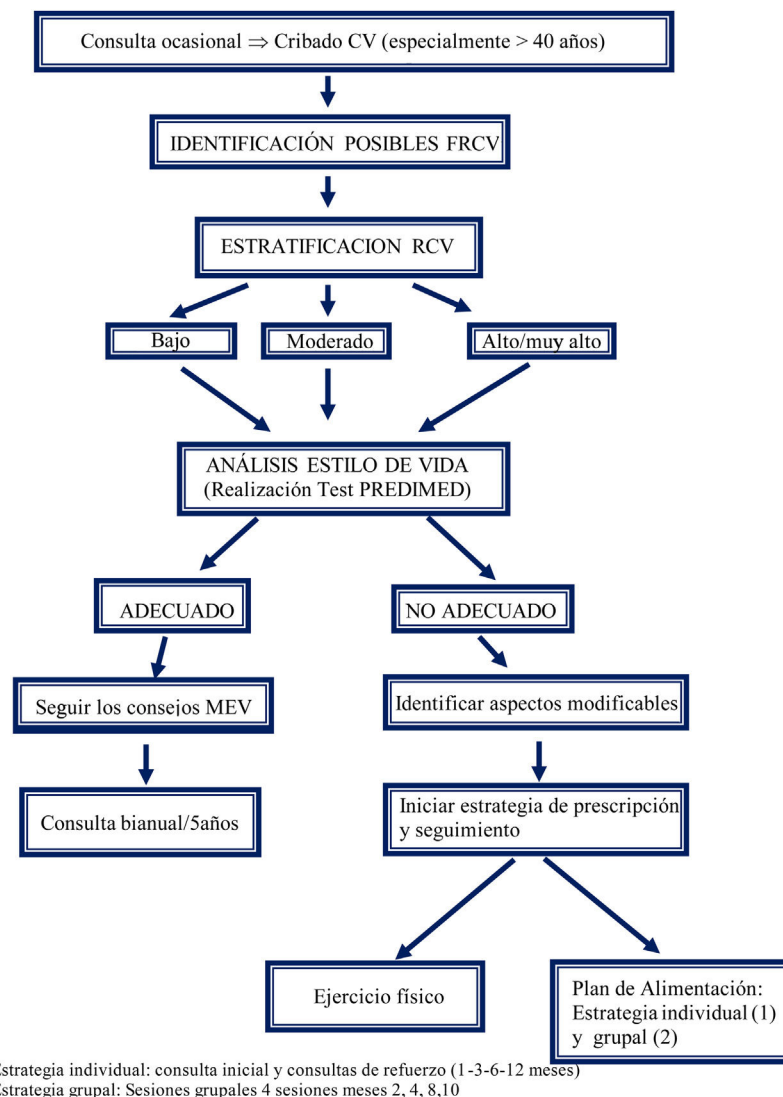 Consulta ocasional ⇒ Cribado CV (especialmente > 40 años)
IDENTIFICACIÓN POSIBLES FRCV
ESTRATIFICACION RCV
Bajo
Moderado
Alto/muy alto
ANÁLISIS ESTILO DE VIDA
(Realización Test PREDIMED)
ADECUADO
NO ADECUADO
Seguir los consejos MEV
Identificar aspectos modificables
Consulta bianual/5años
Iniciar estrategia de prescripción
y seguimiento
Ejercicio físico
Plan de Alimentación:
Estrategia individual (1)
y grupal (2)
Estrategia individual: consulta inicial y consultas de refuerzo (1-3-6-12 meses)
Estrategia grupal: Sesiones grupales 4 sesiones meses 2, 4, 8,10